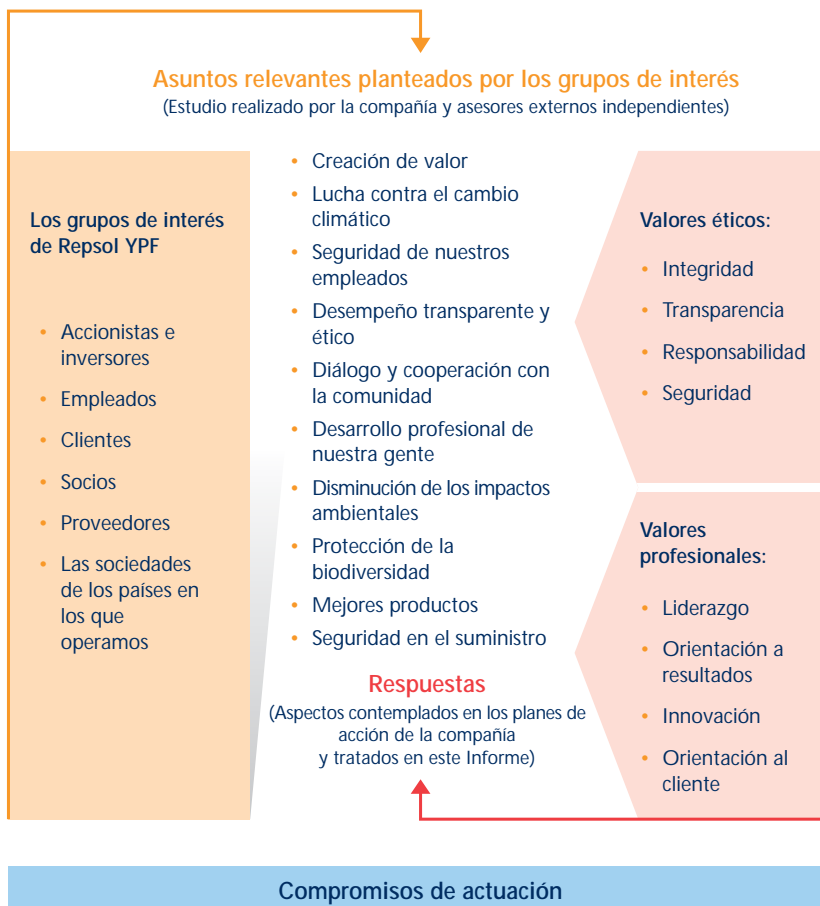 Asuntos relevantes planteados por los grupos de interés
(Estudio realizado por la compañía y asesores externos independientes)
Los grupos de interés
de Repsol YPF
• Accionistas e
inversores
• Empleados
• Clientes
• Socios
• Proveedores
• Las sociedades
de los países en
los que
operamos
• Creación de valor
• Lucha contra el cambio
climático
• Seguridad de nuestros
empleados
• Desempeño transparente y
ético
• Diálogo y cooperación con
la comunidad
• Desarrollo profesional de
nuestra gente
• Disminución de los impactos
ambientales
• Protección de la
biodiversidad
• Mejores productos
• Seguridad en el suministro
Respuestas
(Aspectos contemplados en los planes de
acción de la compañía
y tratados en este Informe)
Valores éticos:
• Integridad
• Transparencia
• Responsabilidad
• Seguridad
Valores
profesionales:
• Liderazgo
• Orientación a
resultados
• Innovación
• Orientación al
cliente
Compromisos de actuación